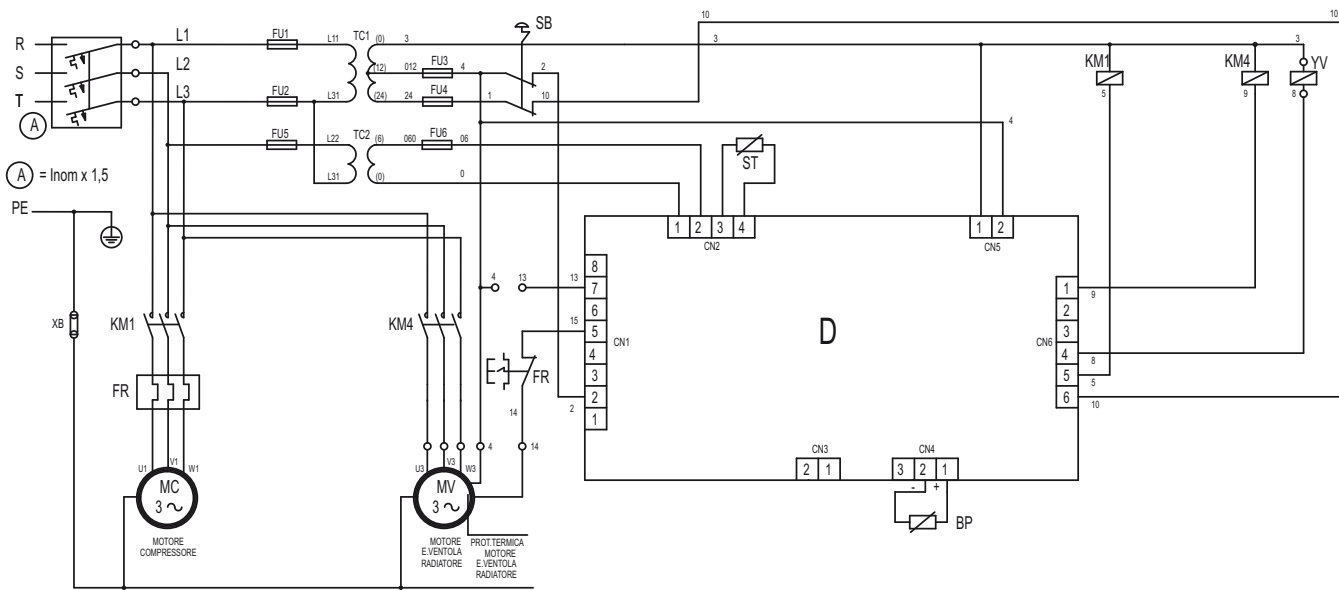 10 10
SB
R L1 FU1 L11 TC1 (0) 3 3 3
S L2 (12) 012 FU3 4 2 KM1 KM4 YV
T L3 FU2 L31 (24) 24 FU4 1 10 5 9 8
A
4
FU5 L22 TC2 (6) 060 FU6 06
ST
A = Inom x 1,5 L31 (0) 0
PE
1 2 3 4 1 2
CN2 CN5
8
4 13 13 7 1 9
6 2
XB KM1 KM4 15 5 CN1 D CN6 3
4 4 8
FR FR 3 5 5
14 2 2 6 10
1
4 14 CN3 CN4
U1 V1 W1 U3 V3 W3 2 1 3 2 1
MC MV - +
3 ~ 3 ~ BP
MOTORE
COMPRESSORE
MOTORE
E.VENTOLA
RADIATORE
PROT.TERMICA
MOTORE
E.VENTOLA
RADIATORE